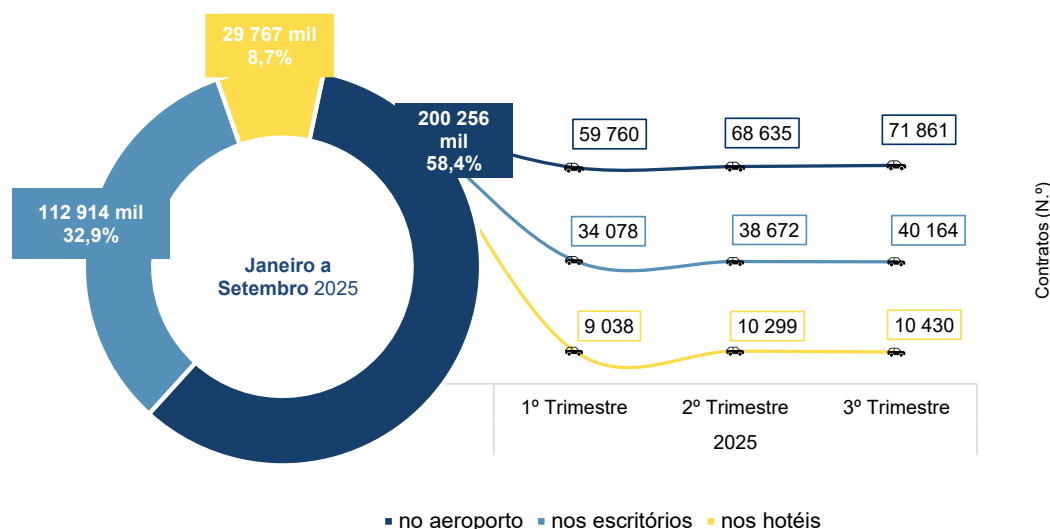 29 767 mil
8,7%
200 256
mil
58,4%
112 914 mil
32,9%
Janeiro a
Setembro 2025
59 760
68 635
71 861
34 078
38 672
40 164
9 038
10 299
10 430
1º Trimestre
2º Trimestre
3º Trimestre
2025
Contratos (N.º)
no aeroporto
nos escritórios
nos hotéis